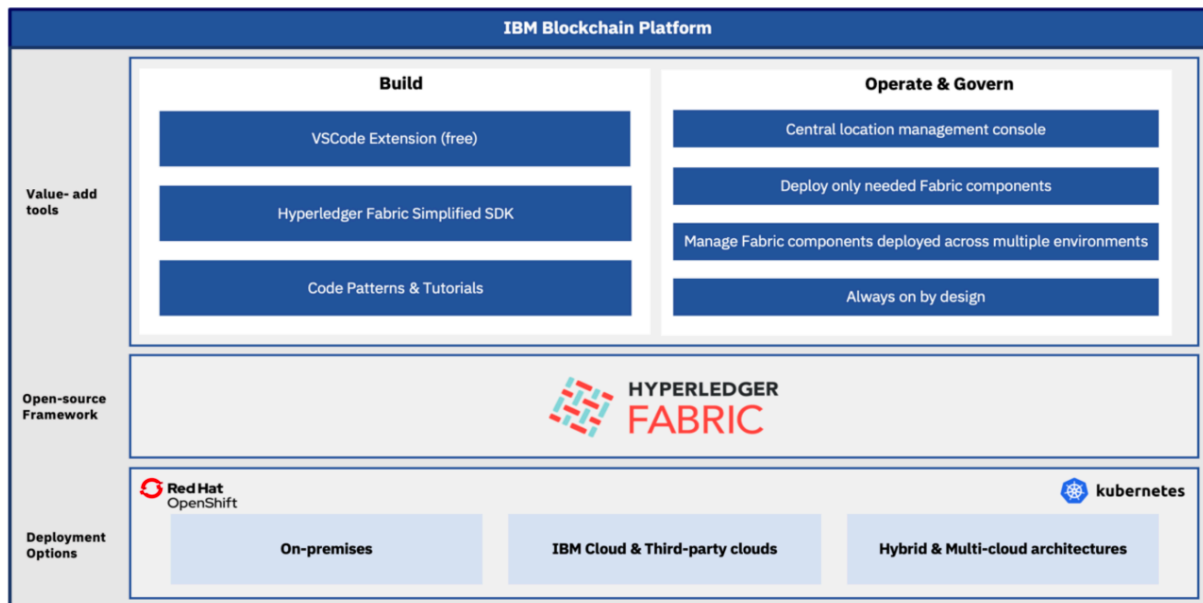 IBM Blockchain Platform
Value- add
tools
Build
VSCode Extension (free)
Hyperledger Fabric Simplified SDK
Code Patterns & Tutorials
Operate & Govern
Central location management console
Deploy only needed Fabric components
Manage Fabric components deployed across multiple environments
Always on by design
Open-source
Framework
HYPERLEDGER
FABRIC
Deployment
Options
Red Hat
OpenShift
kubernetes
On-premises
IBM Cloud & Third-party clouds
Hybrid & Multi-cloud architectures